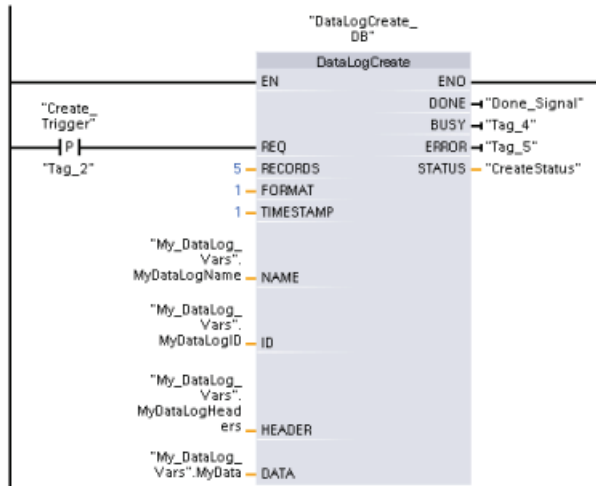 "DataLogCreate_
DB"
DataLogCreate
EN
ENO
DONE
"Done_Signal"
BUSY
"Tag_4"
"Create_
Trigger"
P
"Tag_2"
REQ
ERROR
"Tag_5"
5
RECORDS
STATUS
"CreateStatus"
1
FORMAT
1
TIMESTAMP
"My_DataLog_
Vars".
MyDataLogName
NAME
"My_DataLog_
Vars".
MyDataLogID
ID
"My_DataLog_
Vars".
MyDataLogHead
ers
HEADER
"My_DataLog_
Vars".MyData
DATA